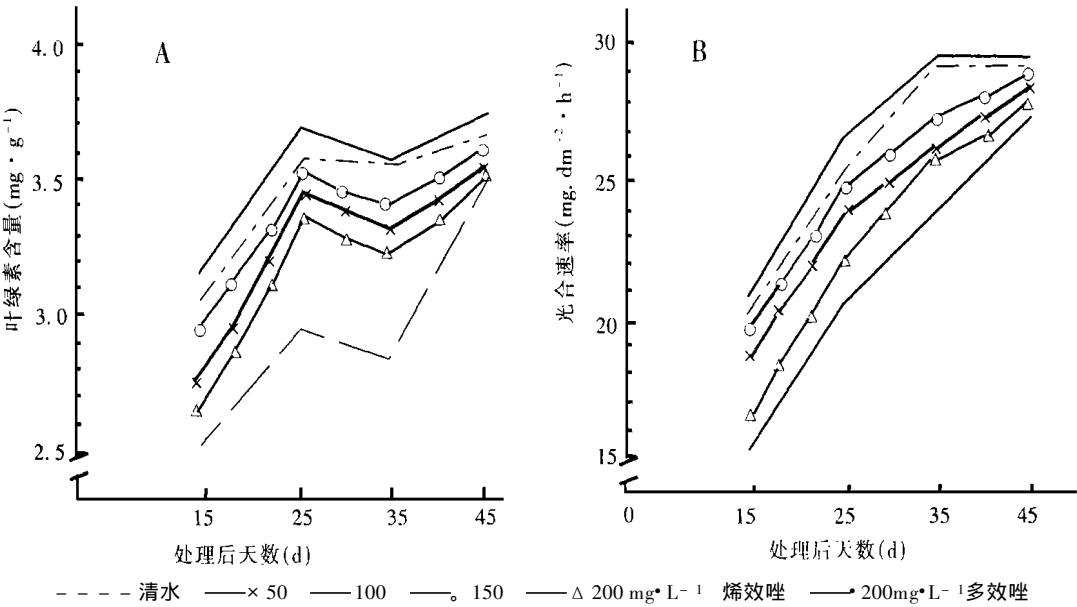 A
叶绿素含量(mg·g⁻¹)
4.0
3.5
3.0
2.5
15 25 35 45
处理后天数(d)
B
光合速率(mg.dm⁻²·h⁻¹)
30
25
20
15
0 15 25 35 45
处理后天数(d)
清水 × 50 100 。150 Δ 200 mg•L⁻¹ 烯效唑 • 200mg•L⁻¹多效唑